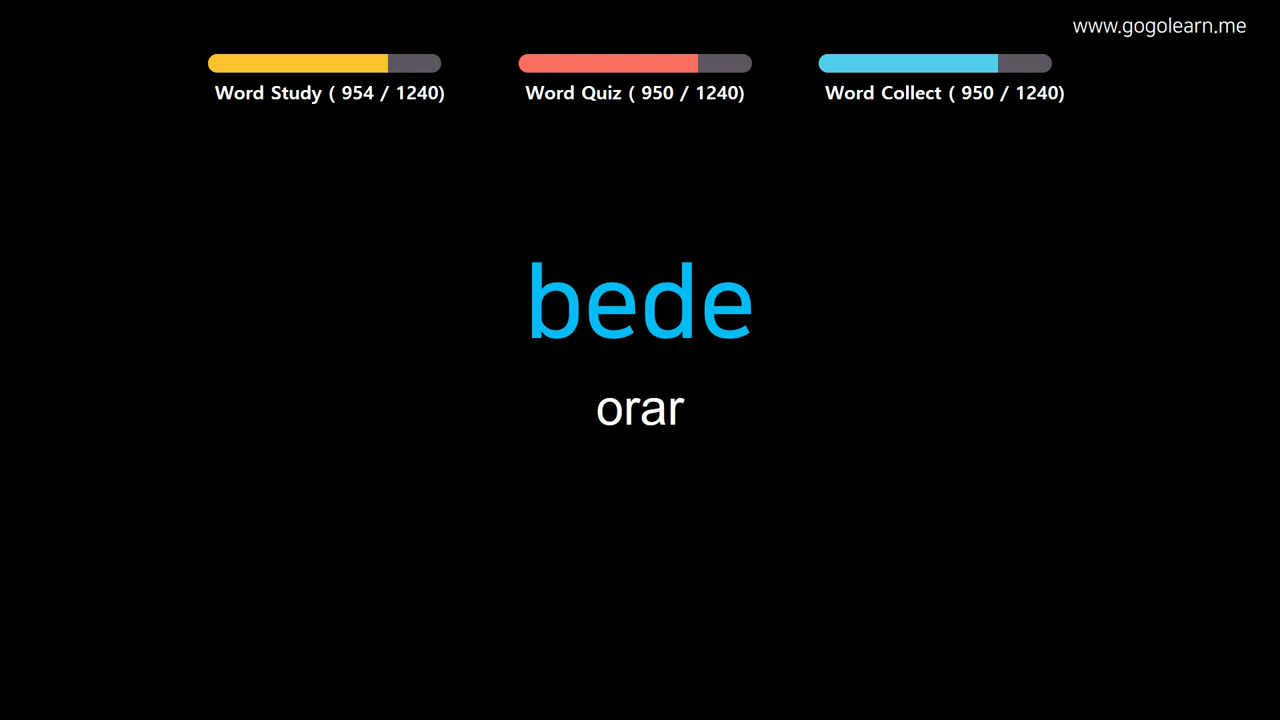 www.gogolearn.me
Word Study ( 954 / 1240)
Word Quiz ( 950 / 1240)
Word Collect ( 950 / 1240)
bede
orar